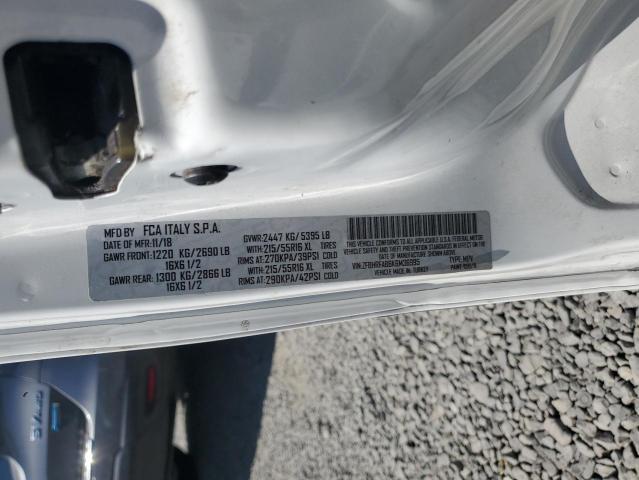 MFD BY FCA ITALY S.P.A.
DATE OF MFR: 11/18
GAWR FRONT: 1220 KG/2690 LB
16X6 1/2
GAWR REAR: 1300 KG/2866 LB
16X6 1/2
GVWR: 2447 KG/5395 LB
WITH: 215/55R16 XL TIRES
RIMS AT: 270KPA/39PSI COLD
WITH: 215/55R16 XL TIRES
RIMS AT: 290KPA/42PSI COLD
THIS VEHICLE CONFORMS TO ALL APPLICABLE U.S.A. FEDERAL MOTOR
VEHICLE SAFETY AND THEFT PREVENTION STANDARDS IN EFFECT ON THE
DATE OF MANUFACTURE SHOWN ABOVE.
VEHICLE MADE IN: TURKEY
TYPE: MPV